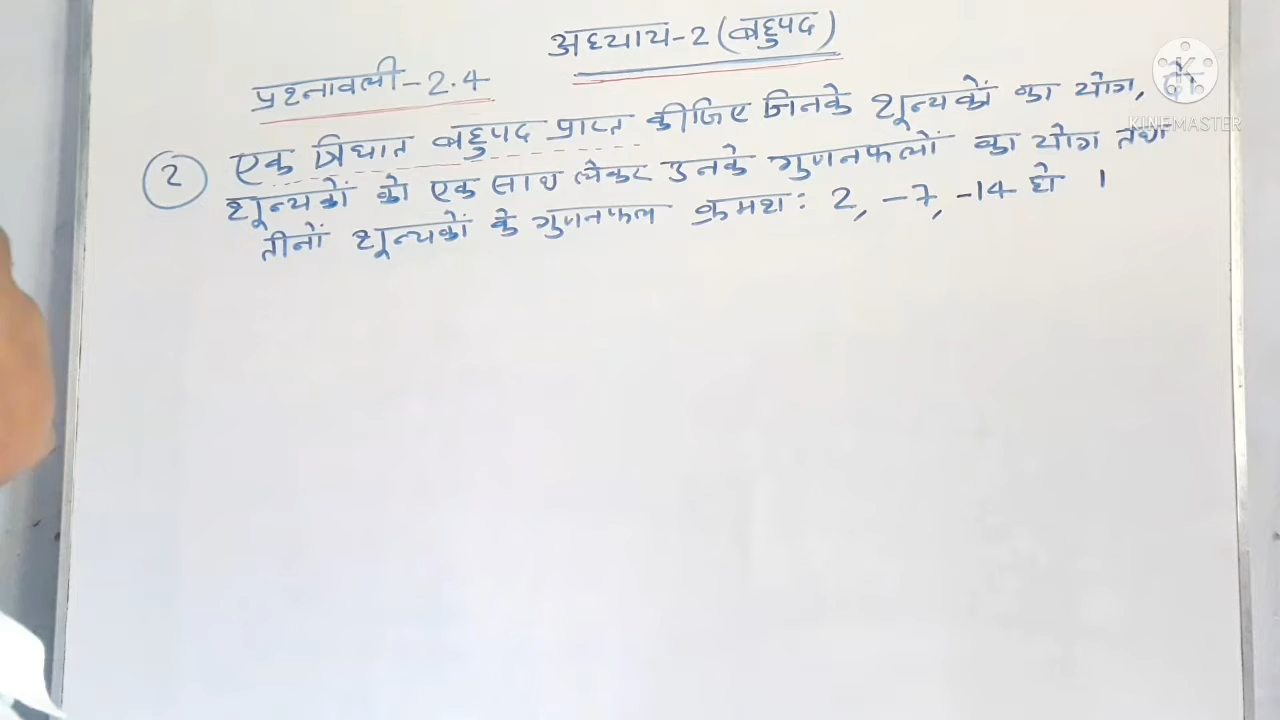 अध्याय-2 (बहुपद)
प्रश्नावली-2.4
2 एक त्रिघात बहुपद प्राप्त कीजिए जिनके शून्यकों का योग, दो
शून्यकों को एक साथ लेकर उनके गुणनफलों का योग तथा
तीनों शून्यकों के गुणनफल क्रमश: 2, -7, -14 हो ।
K
KINEMASTER